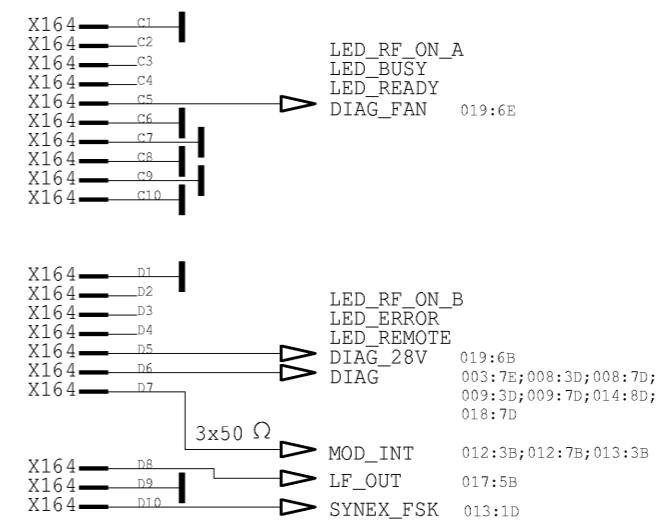 X164 C1
X164 C2
X164 C3 LED_RF_ON_A
X164 C4 LED_BUSY
LED_READY
X164 C5 DIAG_FAN 019:6E
X164 C6
X164 C7
X164 C8
X164 C9
X164 C10
X164 D1
X164 D2 LED_RF_ON_B
X164 D3 LED_ERROR
X164 D4 LED_REMOTE
X164 D5 DIAG_28V 019:6B
X164 D6 DIAG 003:7E;008:3D;008:7D;
X164 D7 009:3D;009:7D;014:8D;
018:7D
3x50 Ω
MOD_INT 012:3B;012:7B;013:3B
X164 D8
X164 D9 LF_OUT 017:5B
X164 D10 SYNEX_FSK 013:1D